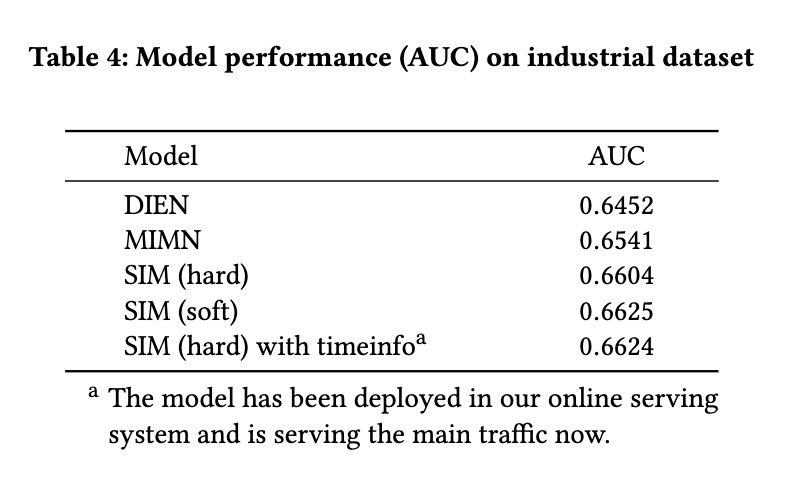 Table 4: Model performance (AUC) on industrial dataset
Model AUC
DIEN 0.6452
MIMN 0.6541
SIM (hard) 0.6604
SIM (soft) 0.6625
SIM (hard) with timeinfoᵃ 0.6624
ᵃ The model has been deployed in our online serving
system and is serving the main traffic now.